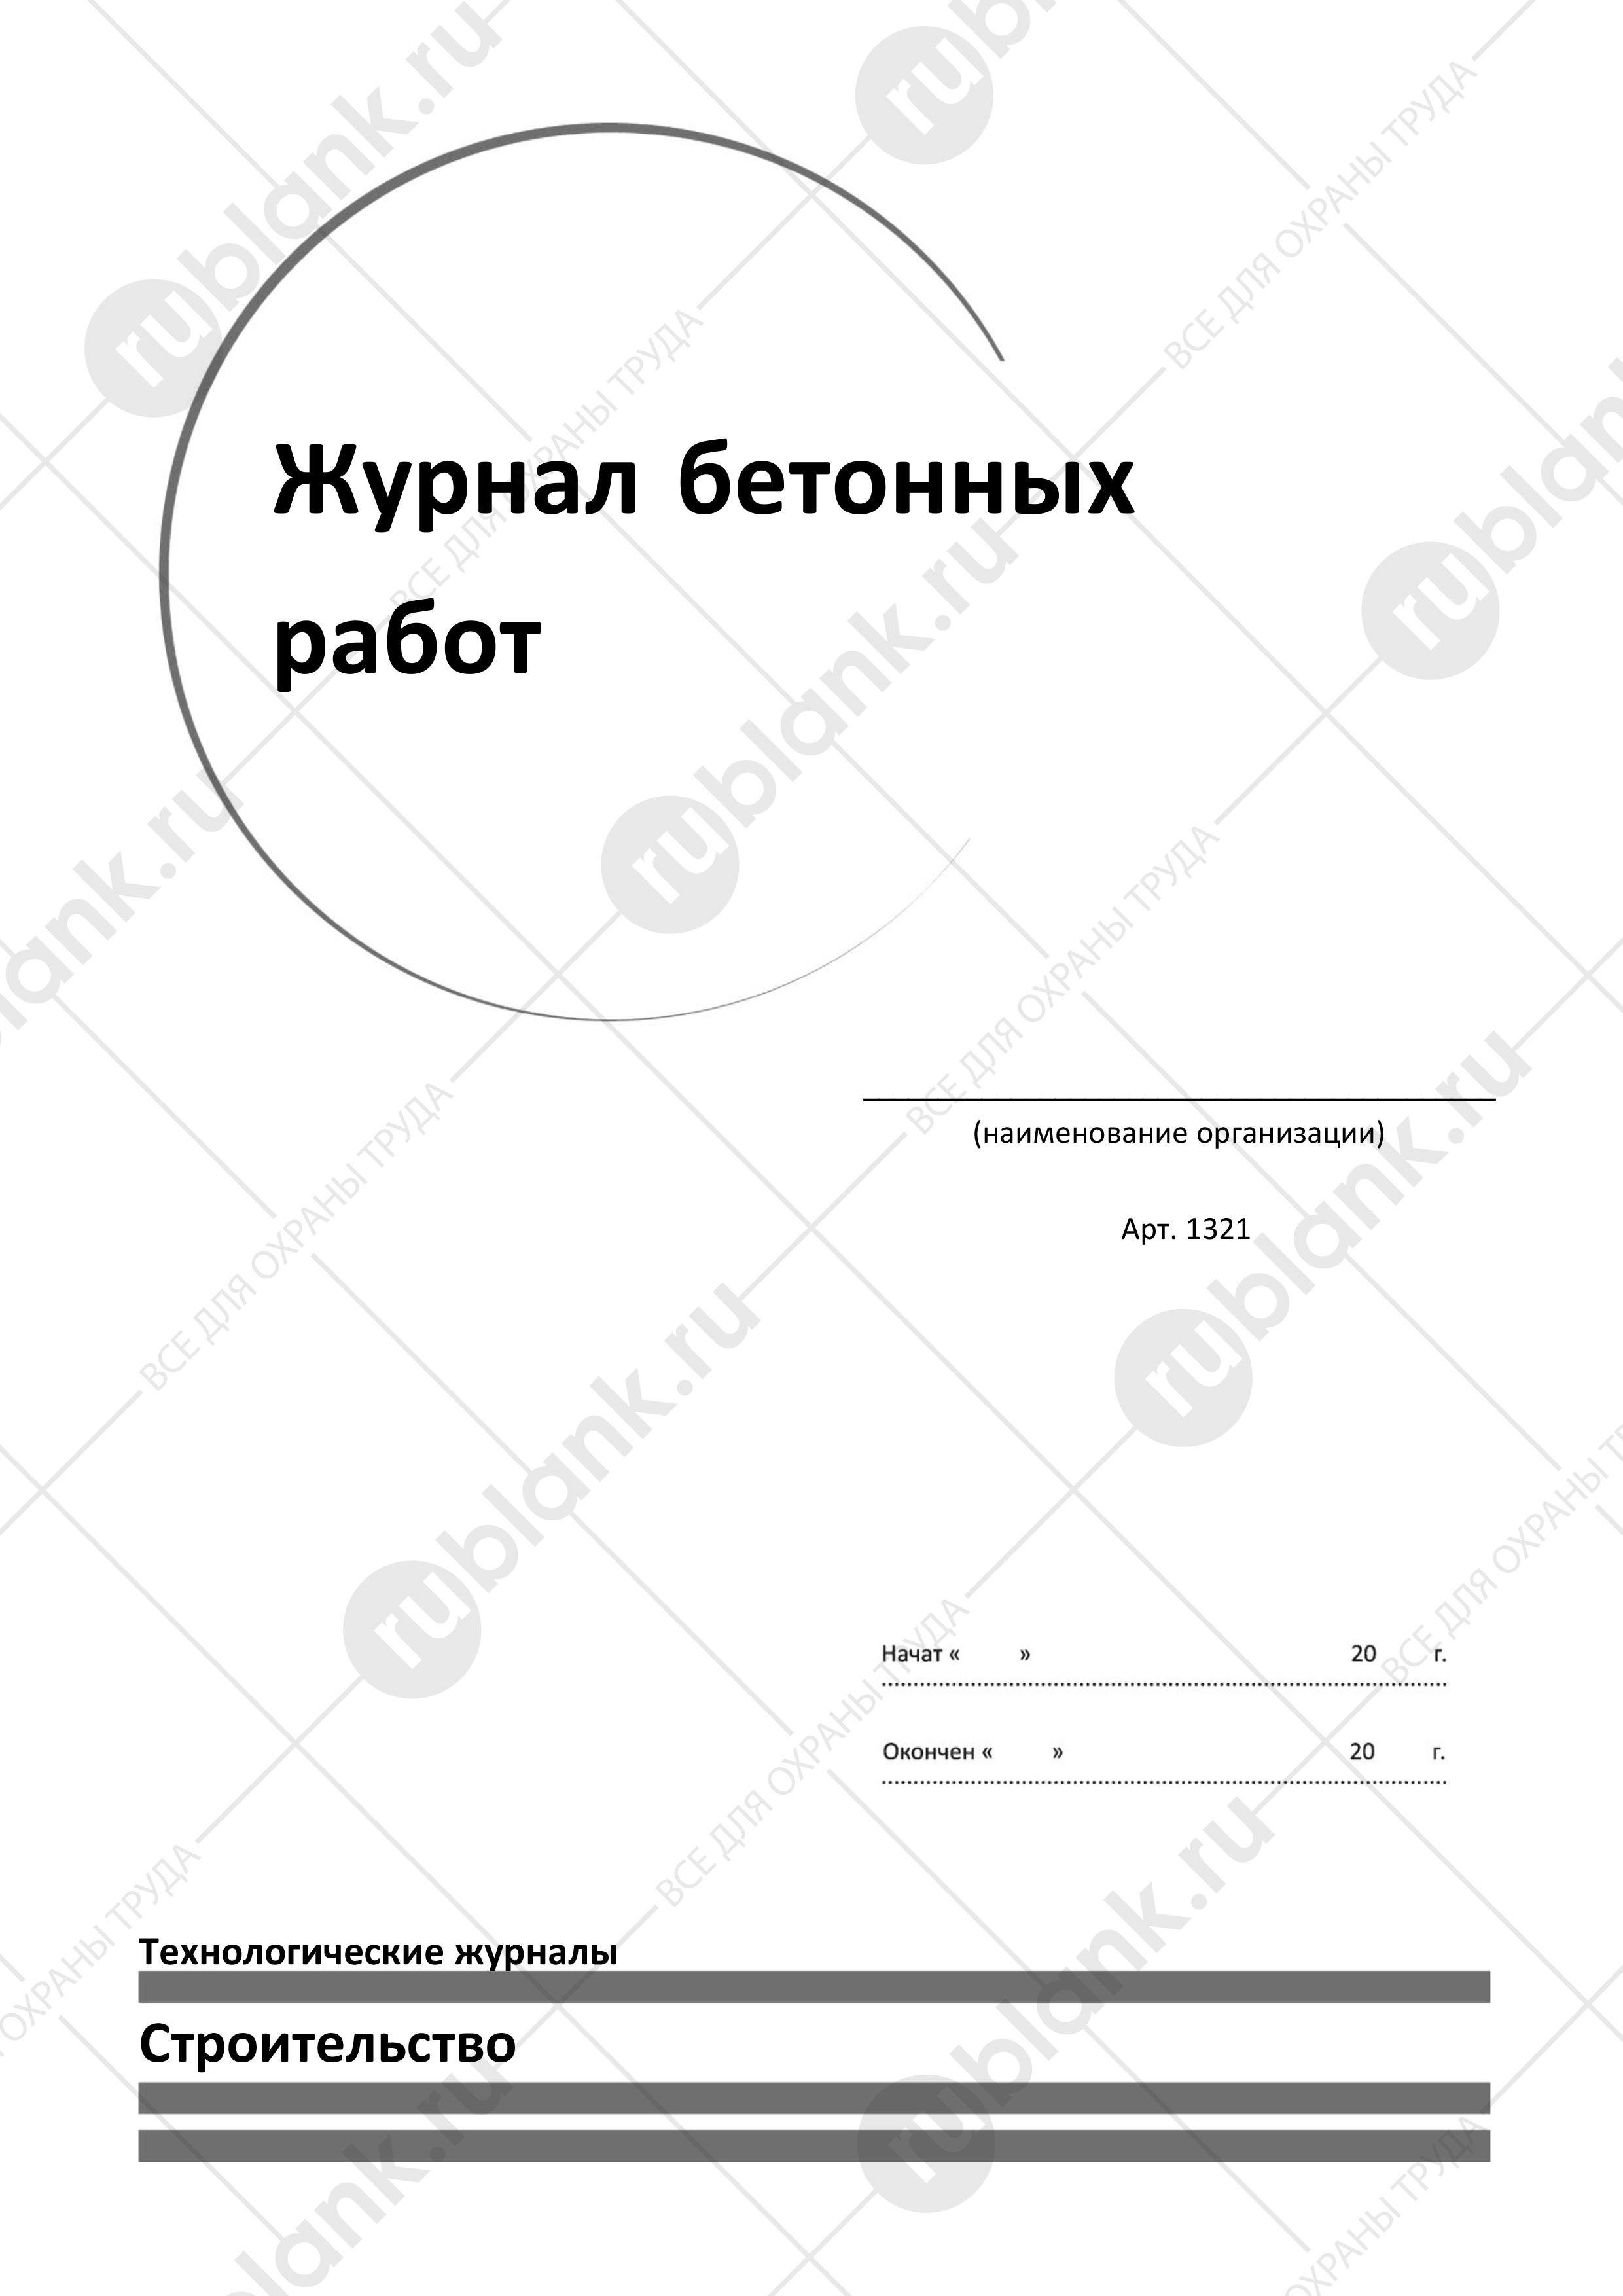 Журнал бетонных
работ
(наименование организации)
Арт. 1321
Начат « » 20 г.
Окончен « » 20 г.
Технологические журналы
Строительство
rublank.ru
ВСЕ ДЛЯ ОХРАНЫ ТРУДА